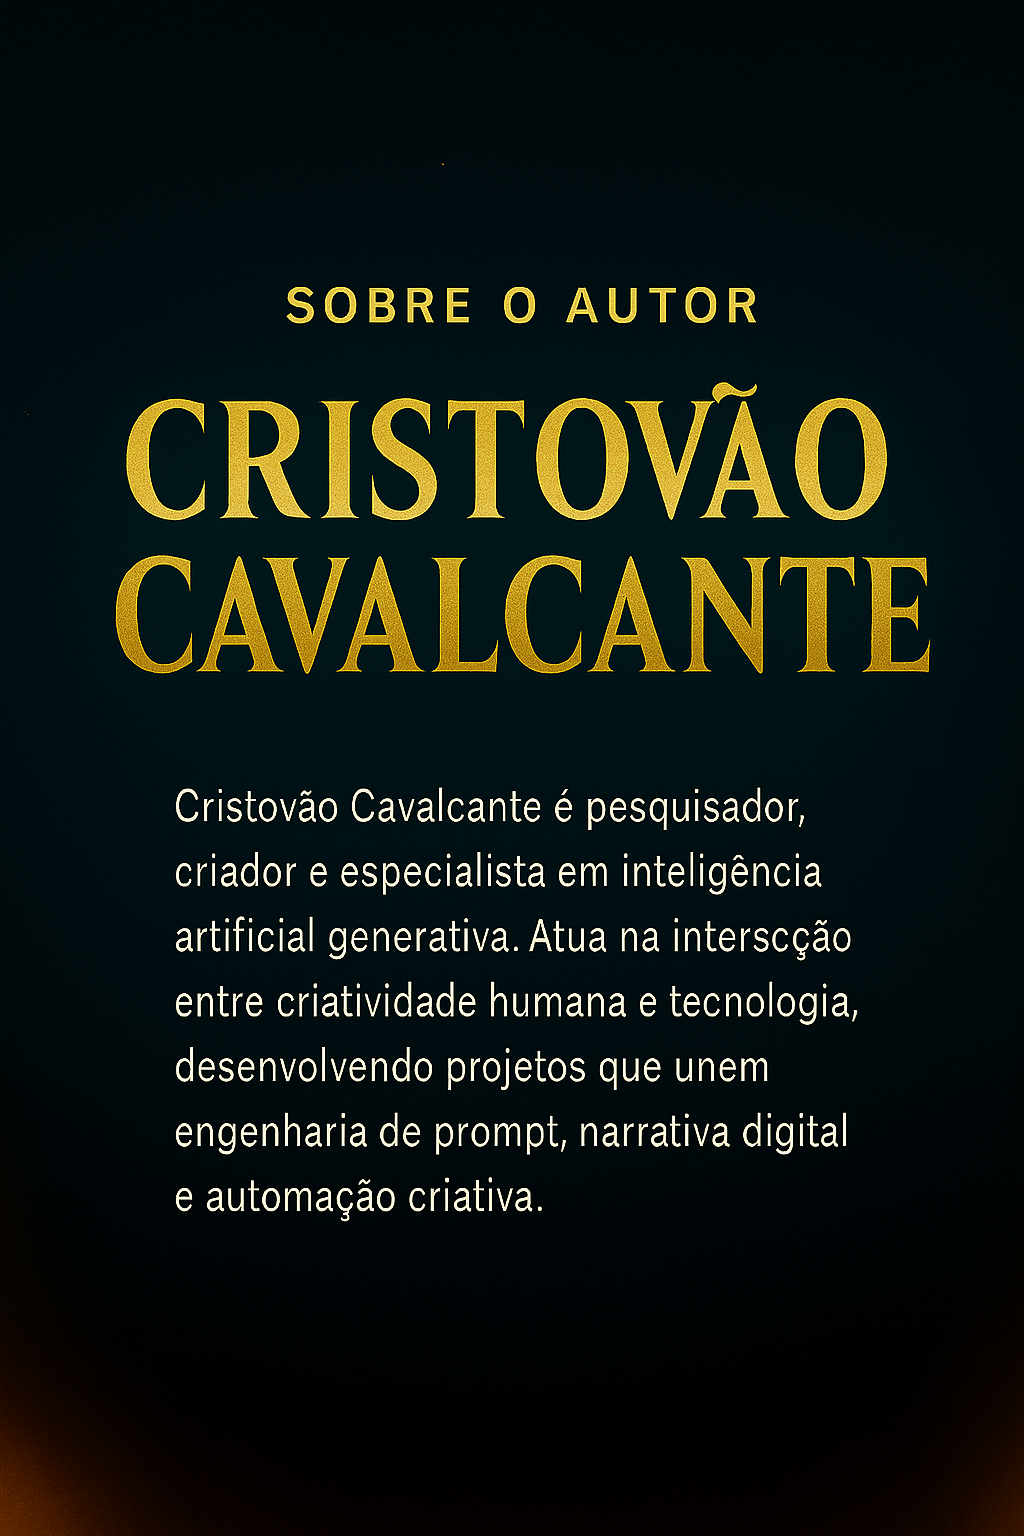 SOBRE O AUTOR
CRISTOVÃO
CAVALCANTE
Cristovão Cavalcante é pesquisador,
criador e especialista em inteligência
artificial generativa. Atua na interscção
entre criatividade humana e tecnologia,
desenvolvendo projetos que unem
engenharia de prompt, narrativa digital
e automação criativa.